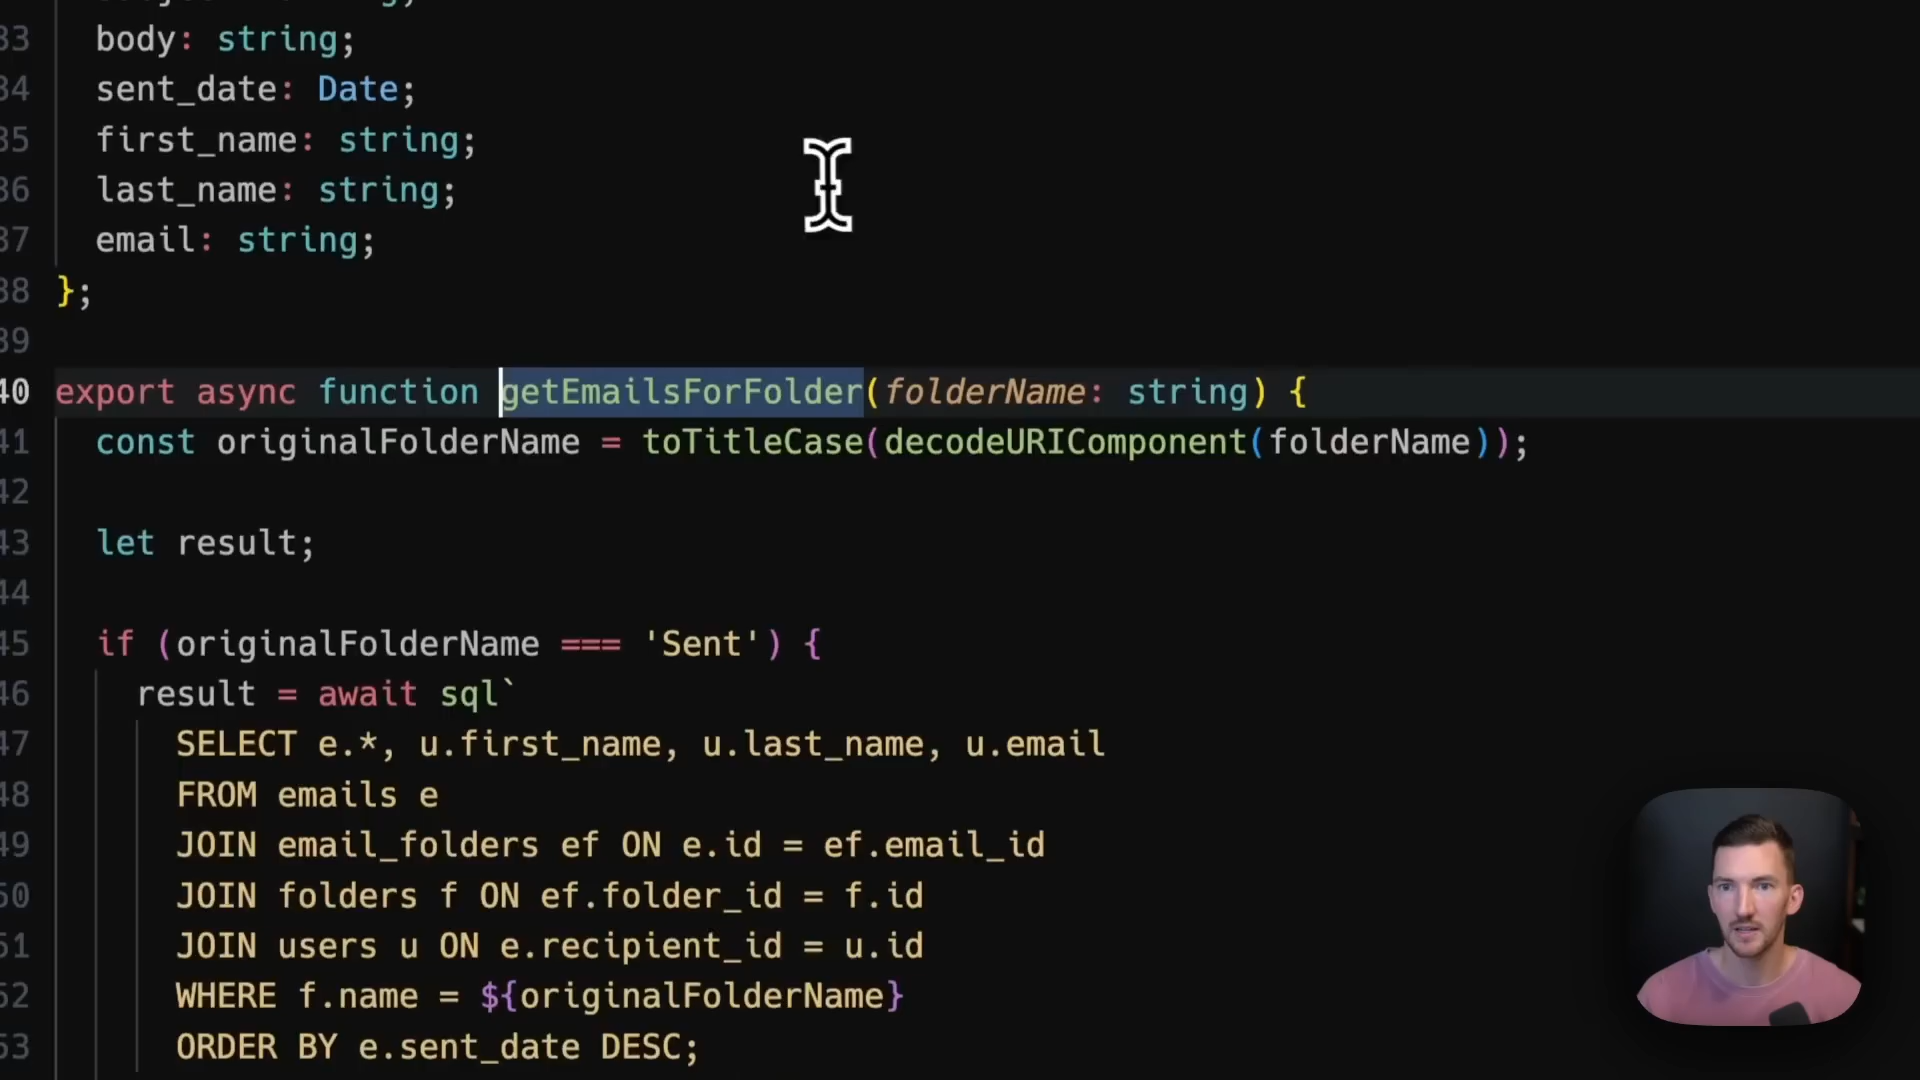 33 body: string;
34 sent_date: Date;
35 first_name: string;
36 last_name: string;
37 email: string;
38 };
39
40 export async function getEmailsForFolder(folderName: string) {
41 const originalFolderName = toTitleCase(decodeURIComponent(folderName));
42
43 let result;
44
45 if (originalFolderName === 'Sent') {
46 result = await sql`
47 SELECT e.*, u.first_name, u.last_name, u.email
48 FROM emails e
49 JOIN email_folders ef ON e.id = ef.email_id
50 JOIN folders f ON ef.folder_id = f.id
51 JOIN users u ON e.recipient_id = u.id
52 WHERE f.name = ${originalFolderName}
53 ORDER BY e.sent_date DESC;